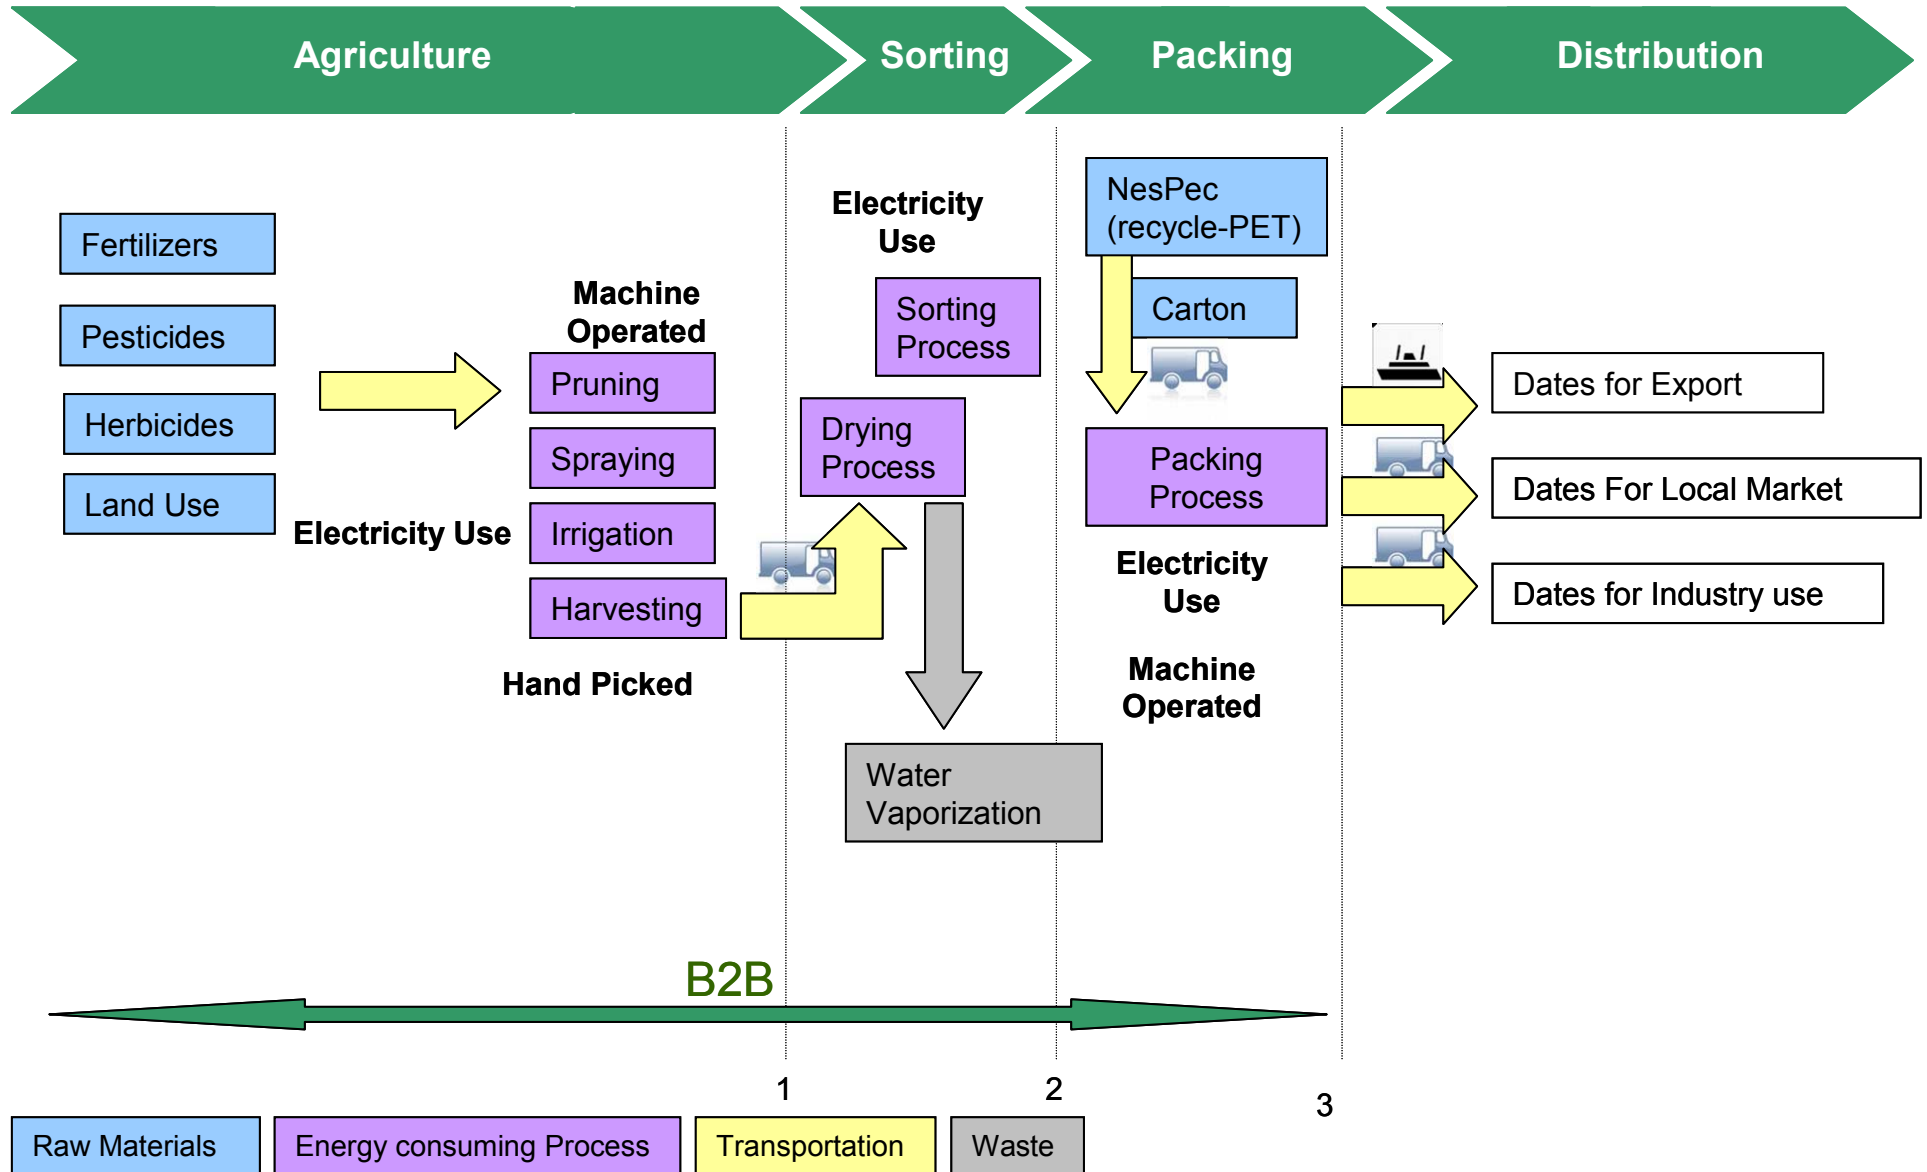 Agriculture
Sorting
Packing
Distribution
Fertilizers
Pesticides
Herbicides
Land Use
Electricity Use
Machine
Operated
Pruning
Spraying
Irrigation
Harvesting
Hand Picked
Electricity
Use
Sorting
Process
Drying
Process
Water
Vaporization
NesPec
(recycle-PET)
Carton
Packing
Process
Electricity
Use
Machine
Operated
Dates for Export
Dates For Local Market
Dates for Industry use
B2B
1
2
3
Raw Materials
Energy consuming Process
Transportation
Waste